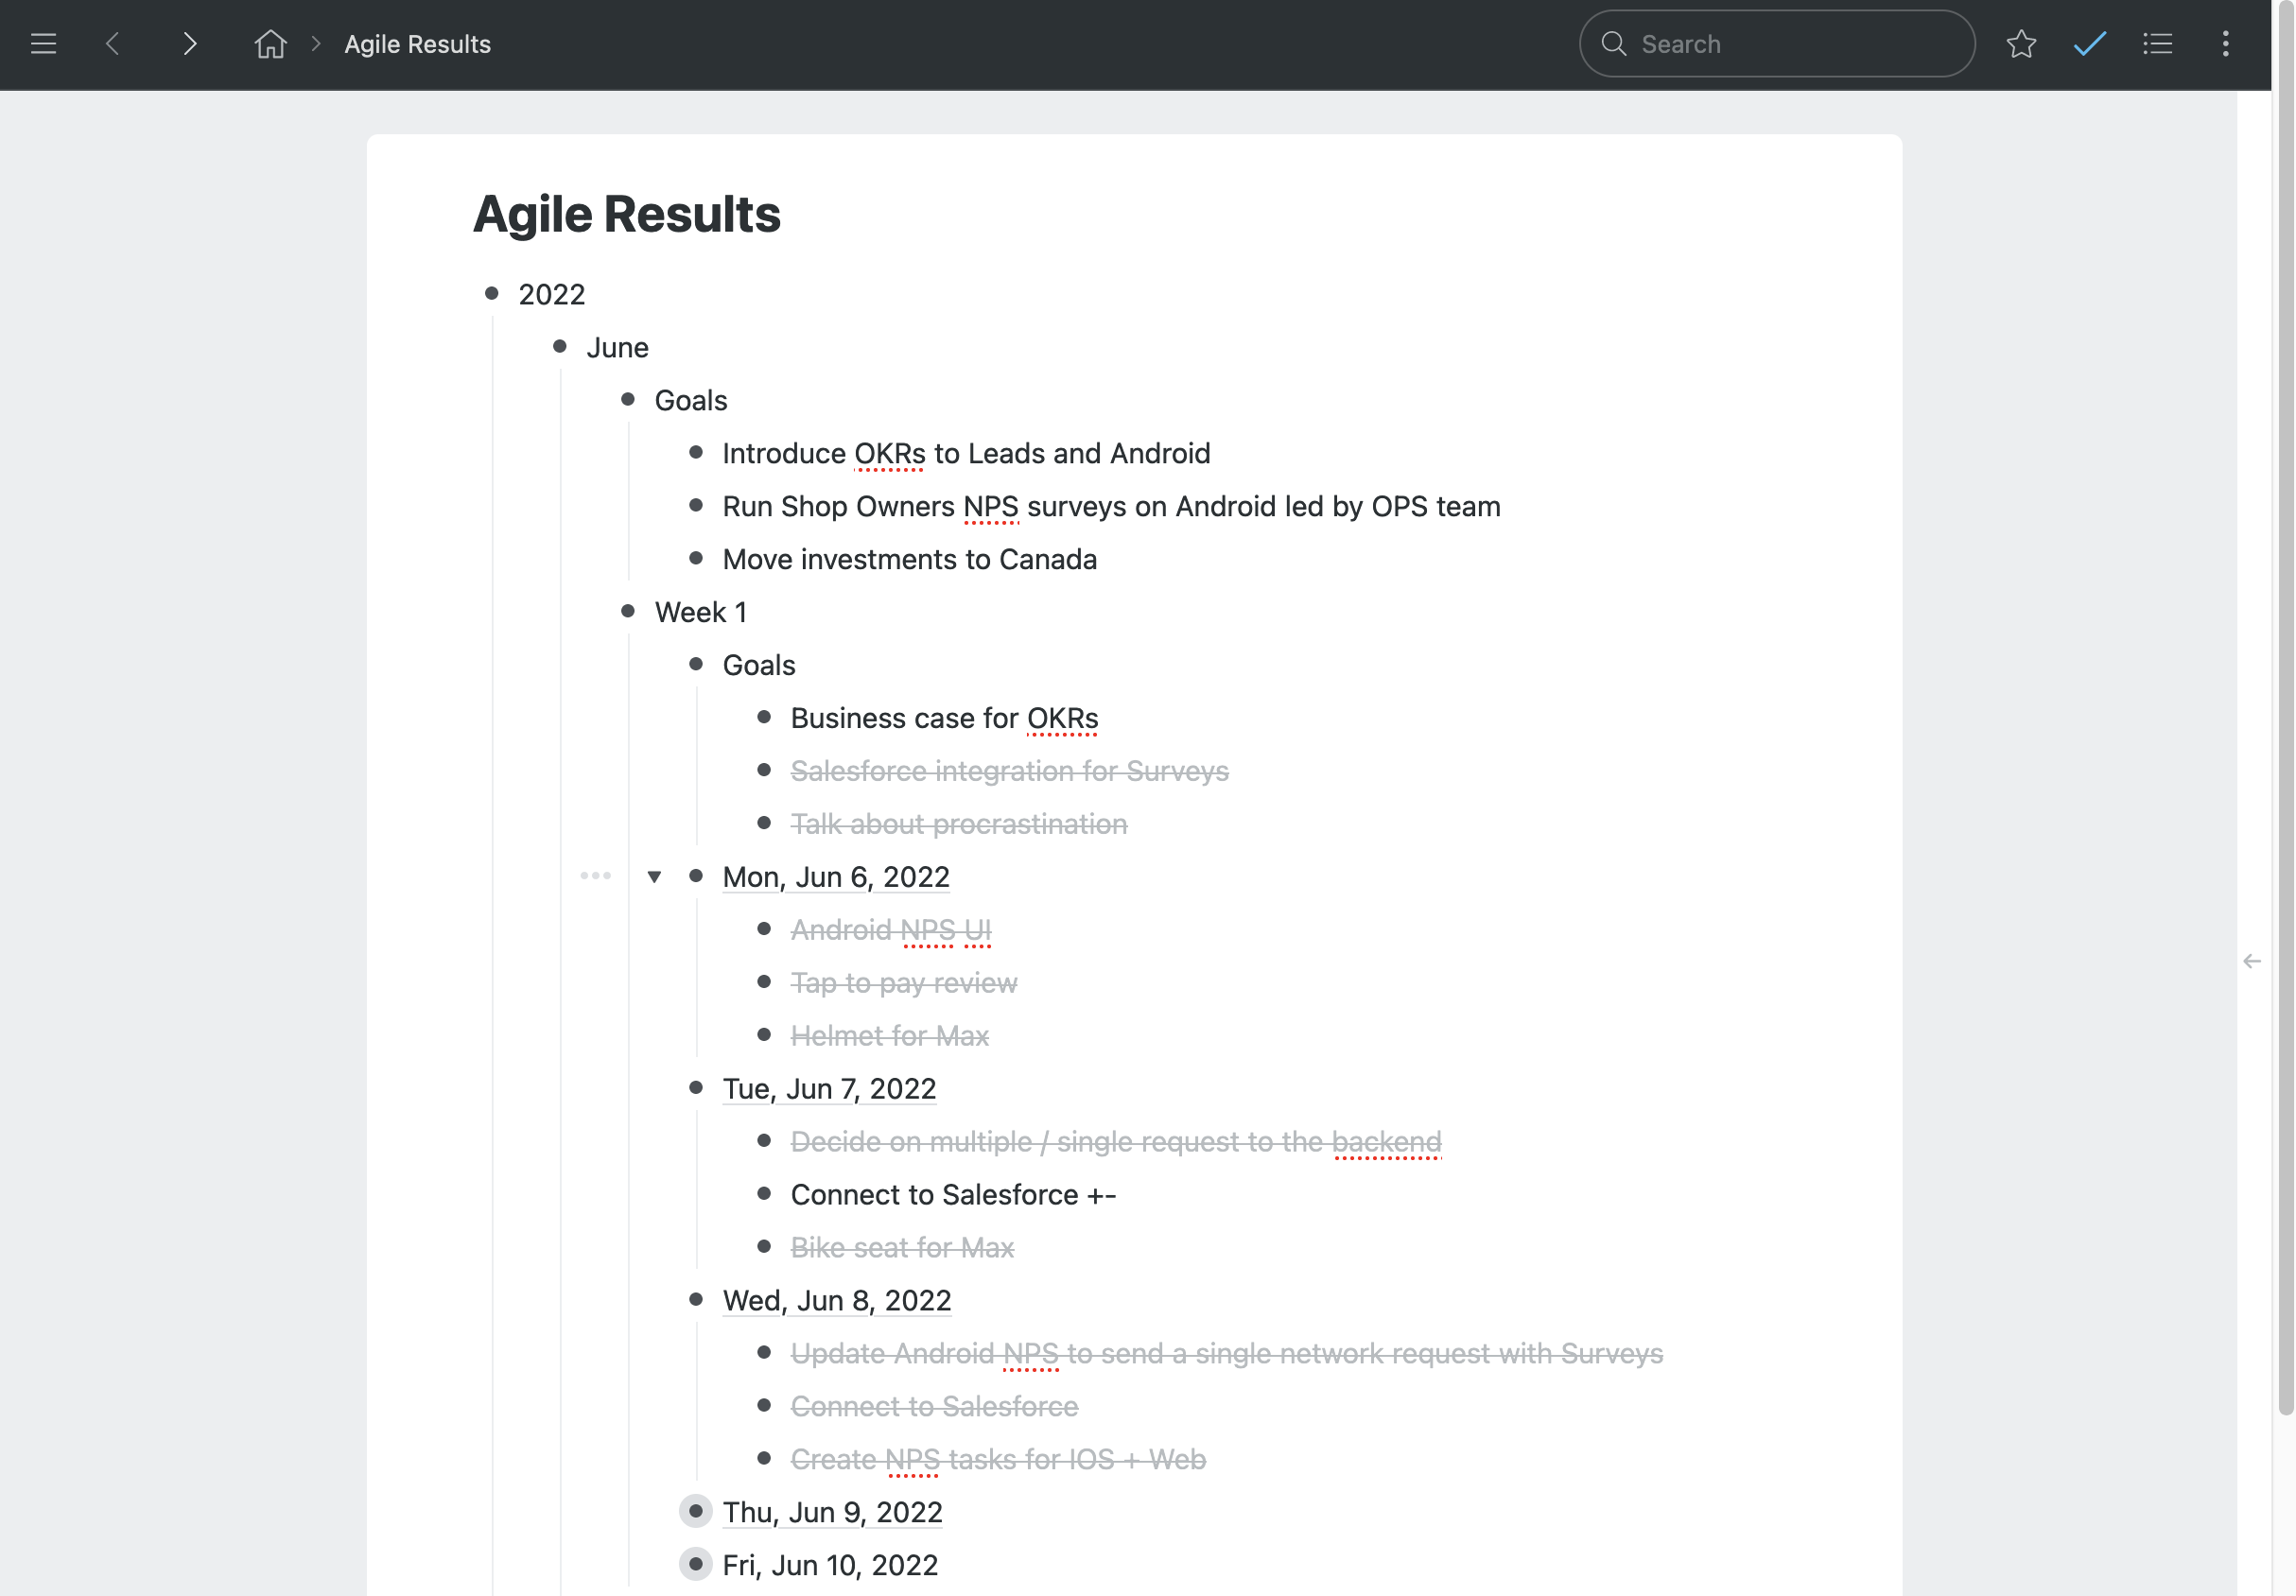 Agile Results
Search
Agile Results
2022
June
Goals
Introduce OKRs to Leads and Android
Run Shop Owners NPS surveys on Android led by OPS team
Move investments to Canada
Week 1
Goals
Business case for OKRs
Salesforce integration for Surveys
Talk about procrastination
Mon, Jun 6, 2022
Android NPS UI
Tap to pay review
Helmet for Max
Tue, Jun 7, 2022
Decide on multiple / single request to the backend
Connect to Salesforce +-
Bike seat for Max
Wed, Jun 8, 2022
Update Android NPS to send a single network request with Surveys
Connect to Salesforce
Create NPS tasks for IOS + Web
Thu, Jun 9, 2022
Fri, Jun 10, 2022